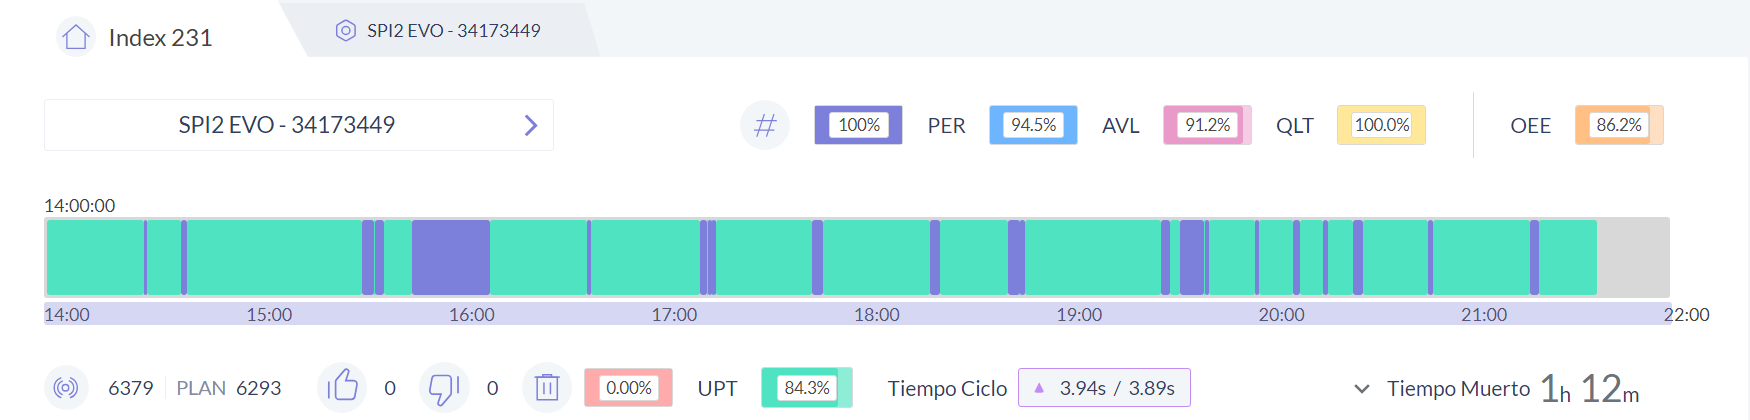 Index 231
SPI2 EVO - 34173449
SPI2 EVO - 34173449
# 100% PER 94.5% AVL 91.2% QLT 100.0% OEE 86.2%
14:00:00
14:00 15:00 16:00 17:00 18:00 19:00 20:00 21:00 22:00
6379 PLAN 6293 0 0 0.00% UPT 84.3% Tiempo Ciclo 3.94s / 3.89s Tiempo Muerto 1h 12m